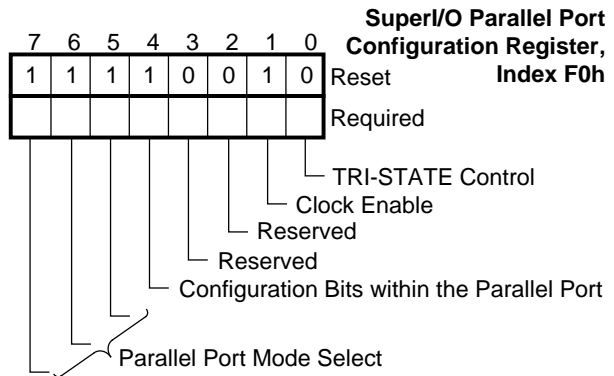 SuperI/O Parallel Port
Configuration Register,
Index F0h
7 6 5 4 3 2 1 0
1 1 1 1 0 0 1 0 Reset
Required
TRI-STATE Control
Clock Enable
Reserved
Reserved
Configuration Bits within the Parallel Port
Parallel Port Mode Select